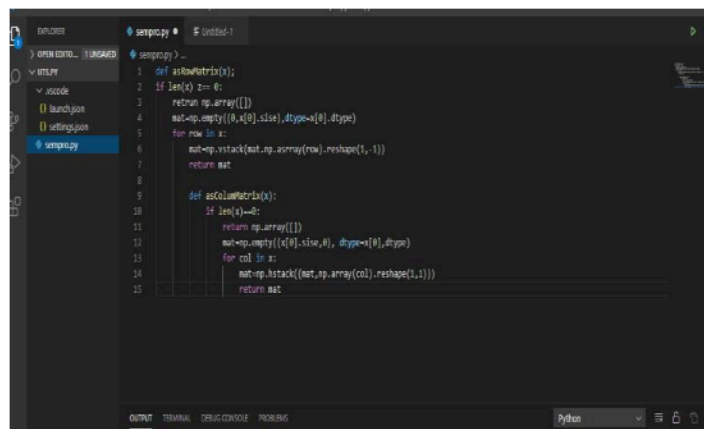 EXPLORER
OPEN EDITO... 1 UNSAVED
UTS.PY
.vscode
{} launch.json
{} settings.json
sempro.py
sempro.py
Untitled-1
sempro.py > ...
1 def asRowMatrix(x);
2 if len(x) z== 0:
3 retrun np.array([])
4 mat=np.empty((0,x[0].sise),dtype=x[0].dtype)
5 for row in x:
6 mat=np.vstack(mat.np.asrray(row).reshape(1,-1))
7 return mat
8
9 def asColumMatrix(x):
10 if len(x)==0:
11 return np.array([])
12 mat=np.empty((x[0].sise,0), dtype=x[0],dtype)
13 for col in x:
14 mat=np.hstack((mat,np.array(col).reshape(1,1)))
15 return mat
OUTPUT TERMINAL DEBUG CONSOLE PROBLEMS
Python